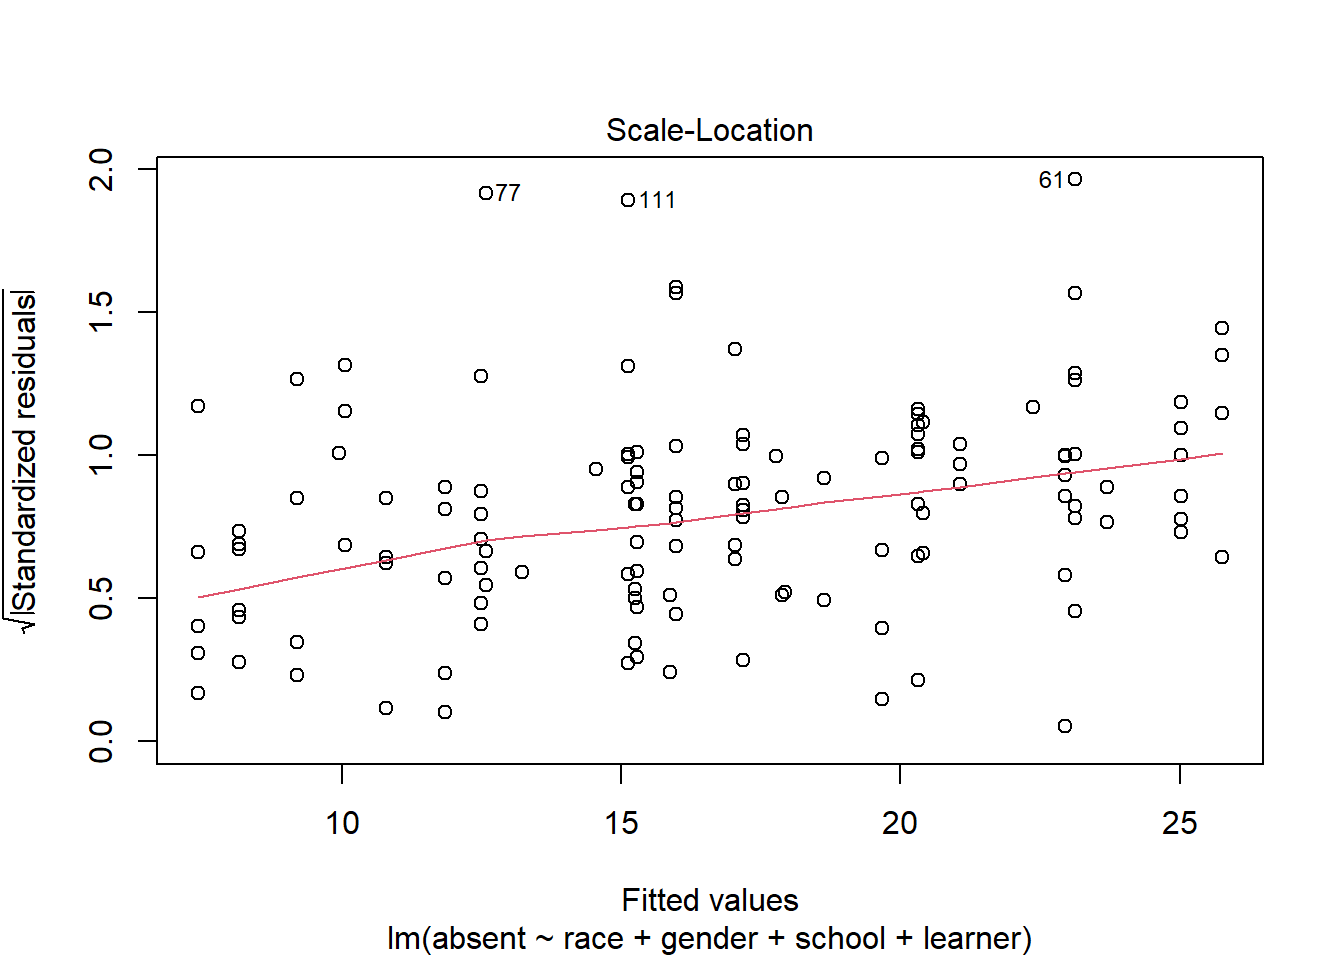 Scale-Location
√|Standardized residuals|
2.0
1.5
1.0
0.5
0.0
77
111
61
10 15 20 25
Fitted values
lm(absent ~ race + gender + school + learner)